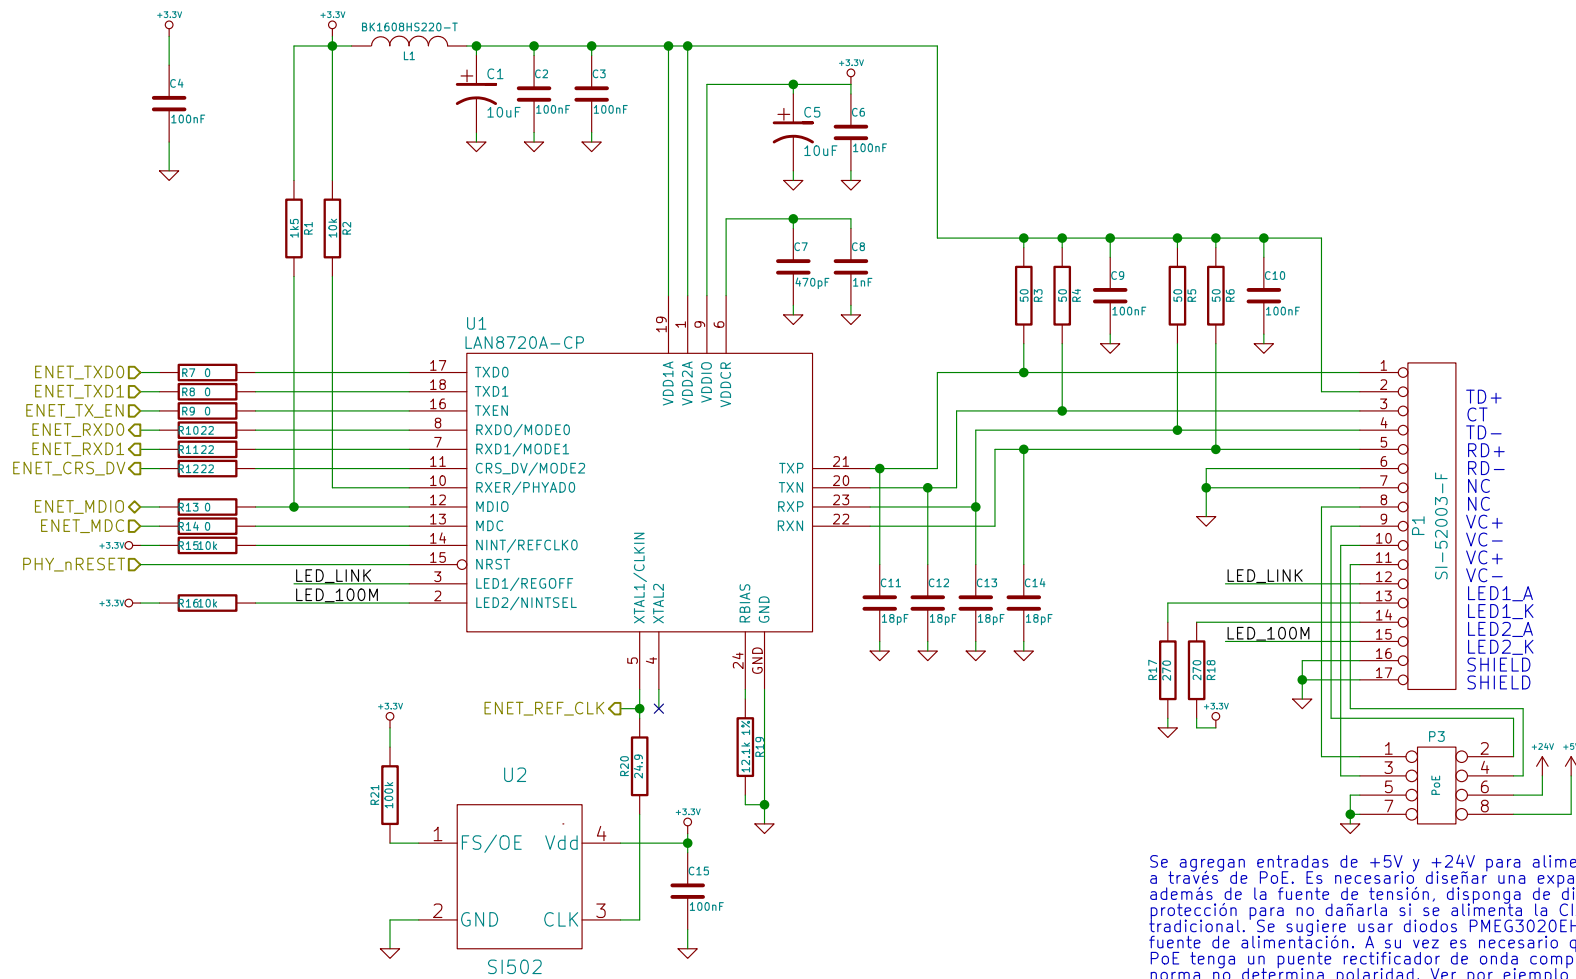 +3.3V
+3.3V
BK1608HS220-T
L1
C4
100nF
C1
10uF
C2
100nF
C3
100nF
+3.3V
C5
10uF
C6
100nF
1k5
R1
10k
R2
C7
470pF
C8
1nF
50
R3
50
R4
C9
100nF
50
R5
50
R6
C10
100nF
U1
LAN8720A-CP
19
1
9
6
VDD1A
VDD2A
VDDIO
VDDCR
ENET_TXD0 R7 0 17 TXD0
ENET_TXD1 R8 0 18 TXD1
ENET_TX_EN R9 0 16 TXEN
ENET_RXD0 R10 22 8 RXD0/MODE0
ENET_RXD1 R11 22 7 RXD1/MODE1
ENET_CRS_DV R12 22 11 CRS_DV/MODE2
10 RXER/PHYAD0
ENET_MDIO R13 0 12 MDIO
ENET_MDC R14 0 13 MDC
+3.3V R15 10k 14 NINT/REFCLK0
PHY_nRESET 15 NRST
LED_LINK 3 LED1/REGOFF
+3.3V R16 10k LED_100M 2 LED2/NINTSEL
TXP 21
TXN 20
RXP 23
RXN 22
XTAL1/CLKIN
XTAL2
RBIAS
GND
5
4
24
GND
C11
18pF
C12
18pF
C13
18pF
C14
18pF
1
2
3
4
5
6
7
8
9
10
11
12
13
14
15
16
17
P1
SI-52003-F
TD+
CT
TD-
RD+
RD-
NC
NC
VC+
VC-
VC+
VC-
LED1_A
LED1_K
LED2_A
LED2_K
SHIELD
SHIELD
LED_LINK
LED_100M
R17
270
270
R18
+3.3V
ENET_REF_CLK
R20
24.9
12.1k 1%
R19
+3.3V
R21
100k
U2
1 FS/OE
Vdd 4
2 GND
CLK 3
SI502
+3.3V
C15
100nF
P3
PoE
1 2
3 4
5 6
7 8
+24V
+5V
Se agregan entradas de +5V y +24V para alime
a través de PoE. Es necesario diseñar una expa
además de la fuente de tensión, disponga de di
protección para no dañarla si se alimenta la CI
tradicional. Se sugiere usar diodos PMEG3020EH
fuente de alimentación. A su vez es necesario q
PoE tenga un puente rectificador de onda comp
norma no determina polaridad. Ver por ejemplo